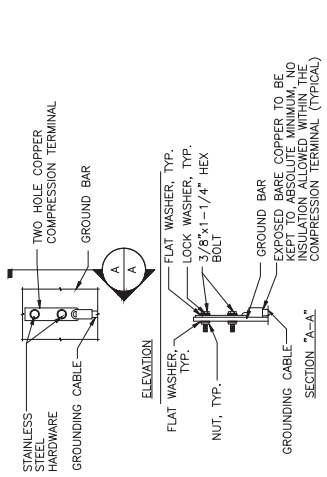 STAINLESS
STEEL
HARDWARE
TWO HOLE COPPER
COMPRESSION TERMINAL
GROUNDING CABLE
GROUND BAR
A
A
ELEVATION
FLAT WASHER,
TYP.
FLAT WASHER, TYP.
LOCK WASHER, TYP.
3/8"x1-1/4" HEX
BOLT
NUT, TYP.
GROUND BAR
EXPOSED BARE COPPER TO BE
KEPT TO ABSOLUTE MINIMUM, NO
INSULATION ALLOWED WITHIN THE
COMPRESSION TERMINAL (TYPICAL)
GROUNDING CABLE
SECTION "A-A"